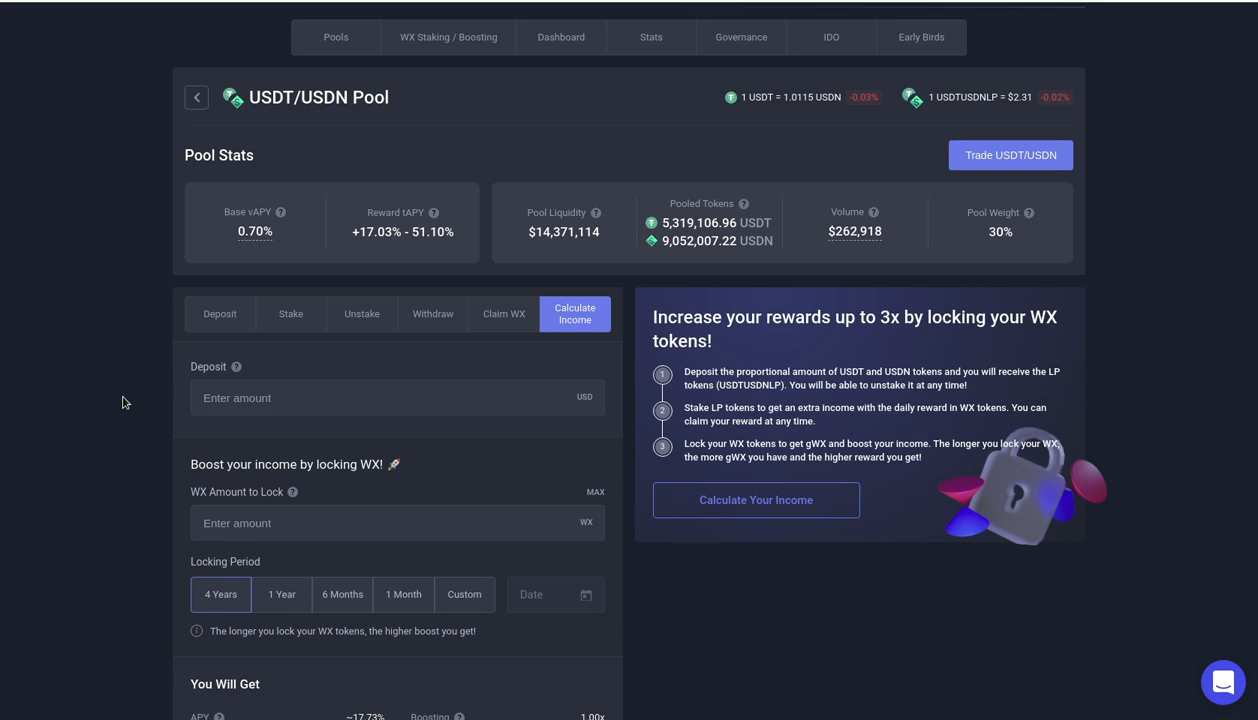 Pools WX Staking / Boosting Dashboard Stats Governance IDO Early Birds
USDT/USDN Pool
1 USDT = 1.0115 USDN -0.03% 1 USDTUSDNLP = $2.31 -0.02%
Pool Stats
Trade USDT/USDN
Base vAPY ?
0.70%
Reward tAPY ?
+17.03% - 51.10%
Pool Liquidity ?
$14,371,114
Pooled Tokens ?
5,319,106.96 USDT
9,052,007.22 USDN
Volume ?
$262,918
Pool Weight ?
30%
Deposit Stake Unstake Withdraw Claim WX Calculate
Income
Deposit ?
Enter amount USD
Boost your income by locking WX! 🚀
WX Amount to Lock ? MAX
Enter amount WX
Locking Period
4 Years 1 Year 6 Months 1 Month Custom Date
The longer you lock your WX tokens, the higher boost you get!
You Will Get
APY ? ~17.73% Boosting ? 1.00x
Increase your rewards up to 3x by locking your WX
tokens!
1 Deposit the proportional amount of USDT and USDN tokens and you will receive the LP
tokens (USDTUSDNLP). You will be able to unstake it at any time!
2 Stake LP tokens to get an extra income with the daily reward in WX tokens. You can
claim your reward at any time.
3 Lock your WX tokens to get gWX and boost your income. The longer you lock your WX,
the more gWX you have and the higher reward you get!
Calculate Your Income